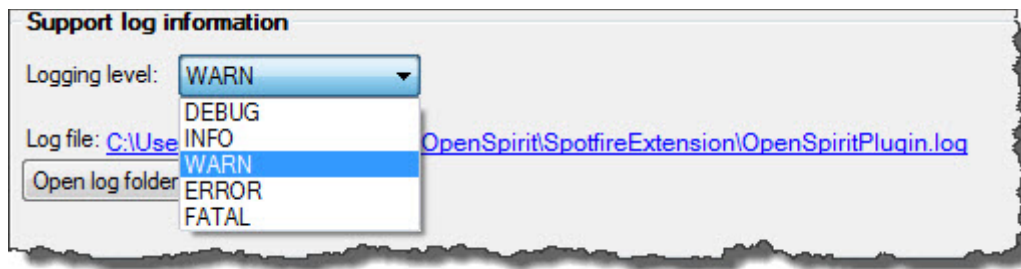 Support log information
Logging level: WARN
DEBUG
Log file: C:\Use INFO OpenSpirit\SpotfireExtension\OpenSpiritPlugin.log
WARN
Open log folder ERROR
FATAL